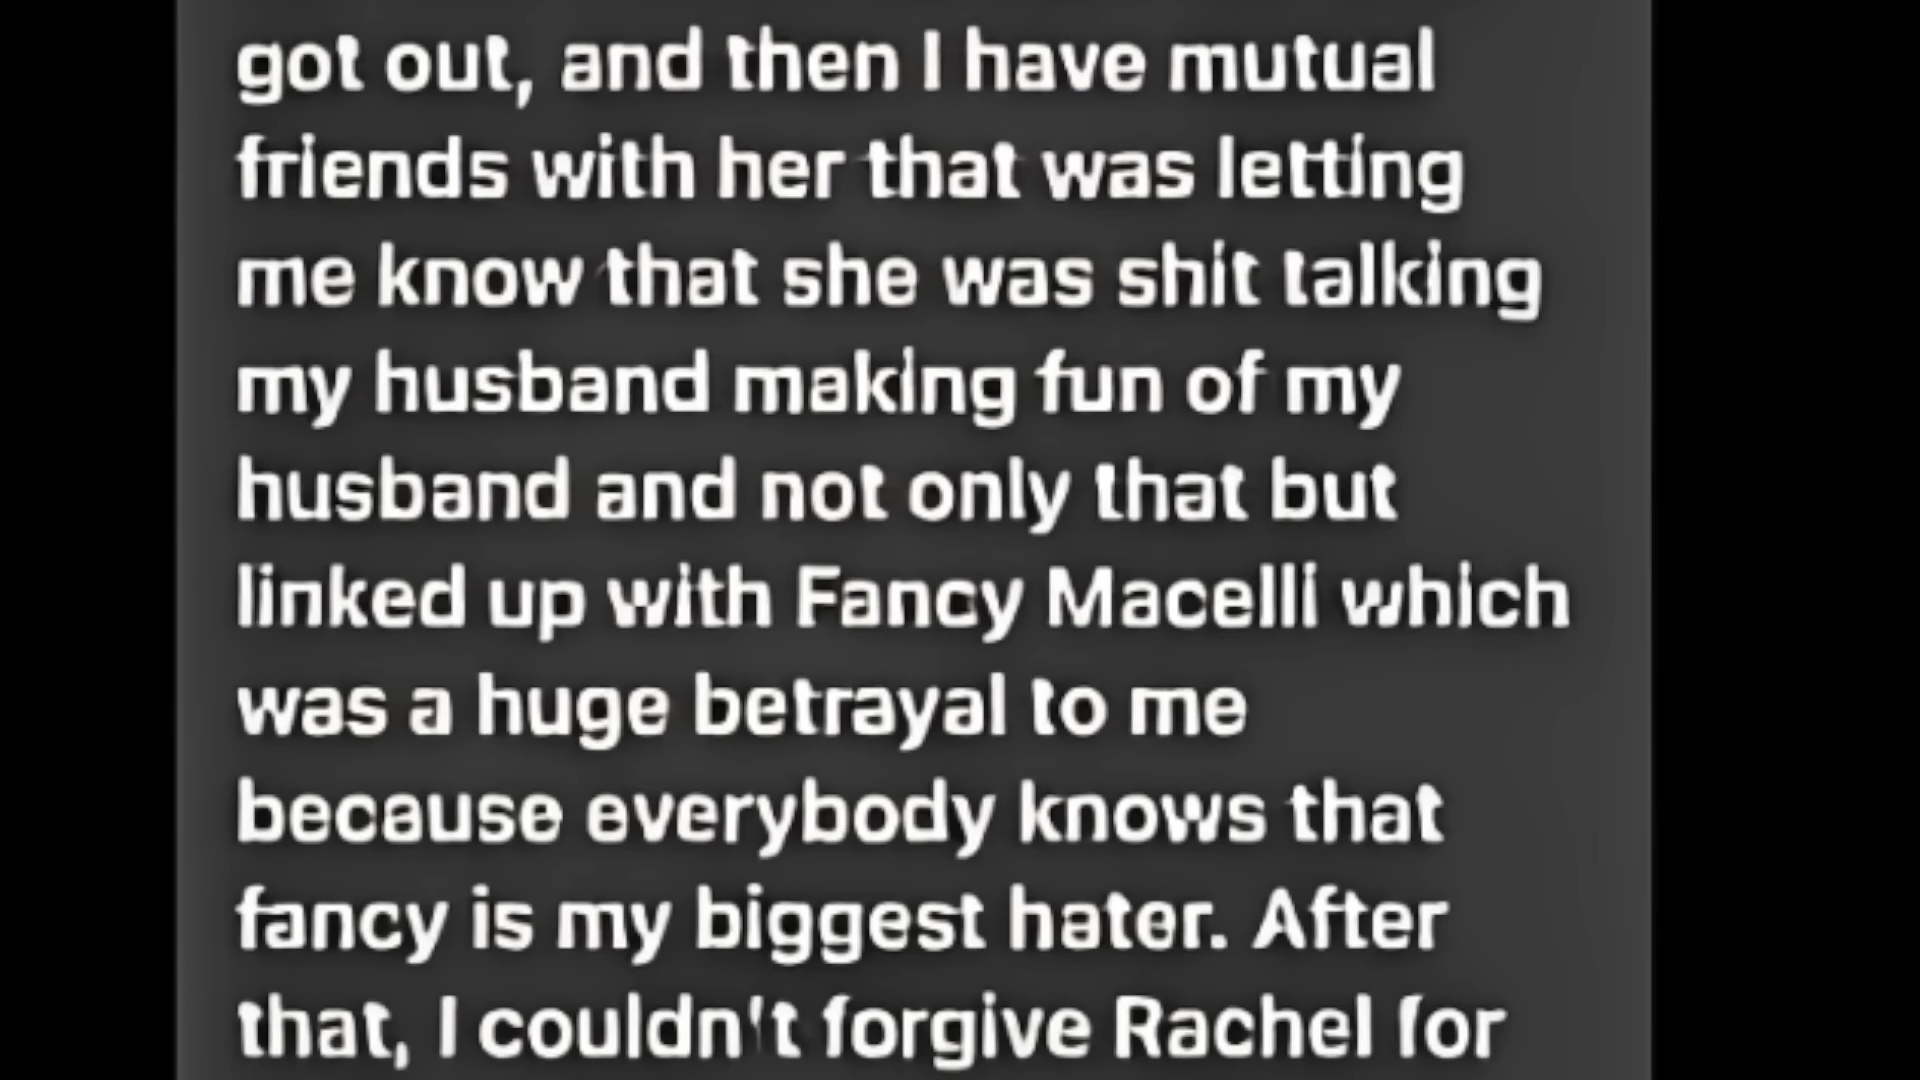 got out, and then I have mutual
friends with her that was letting
me know that she was shit talking
my husband making fun of my
husband and not only that but
linked up with Fancy Macelli which
was a huge betrayal to me
because everybody knows that
fancy is my biggest hater. After
that, I couldn't forgive Rachel for